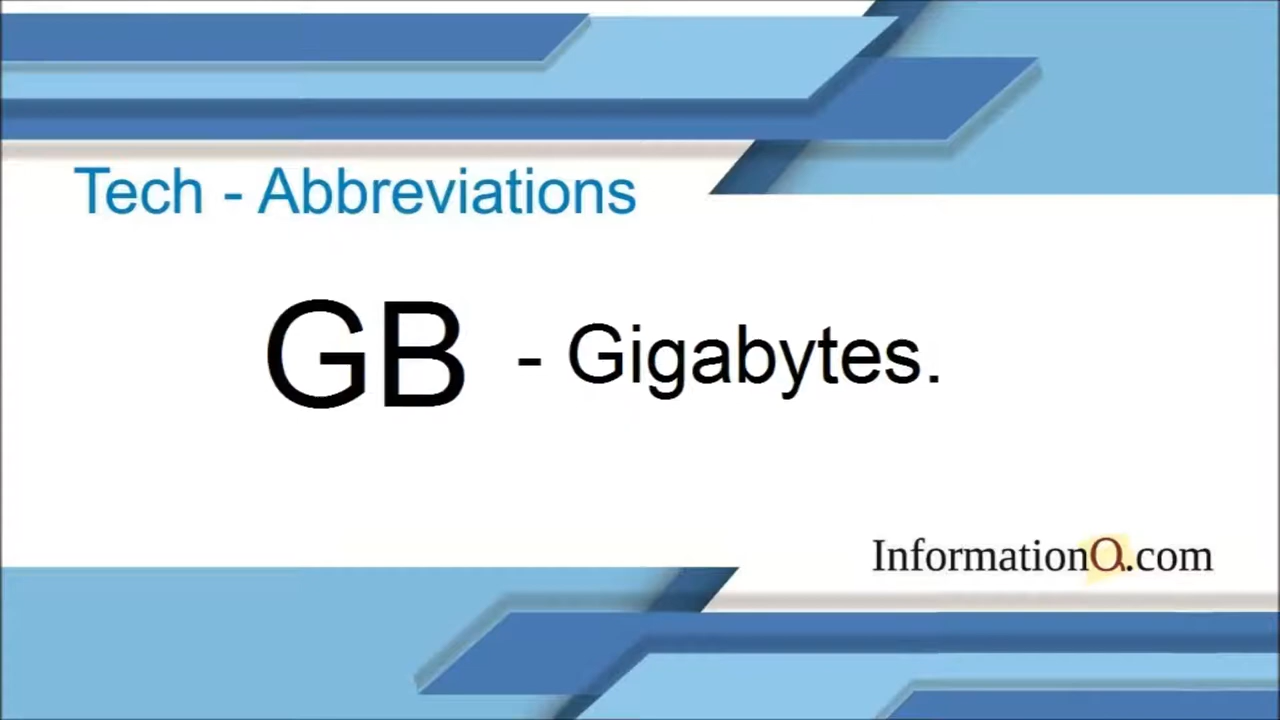 Tech - Abbreviations
GB - Gigabytes.
InformationQ.com